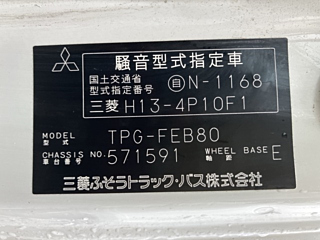 騒音型式指定車
国土交通省
型式指定番号 自N-1168
三菱 H13-4P10F1
MODEL
型式 TPG-FEB80
CHASSIS NO. 571591 WHEEL BASE E
車台番号 軸距
三菱ふそうトラック・バス株式会社